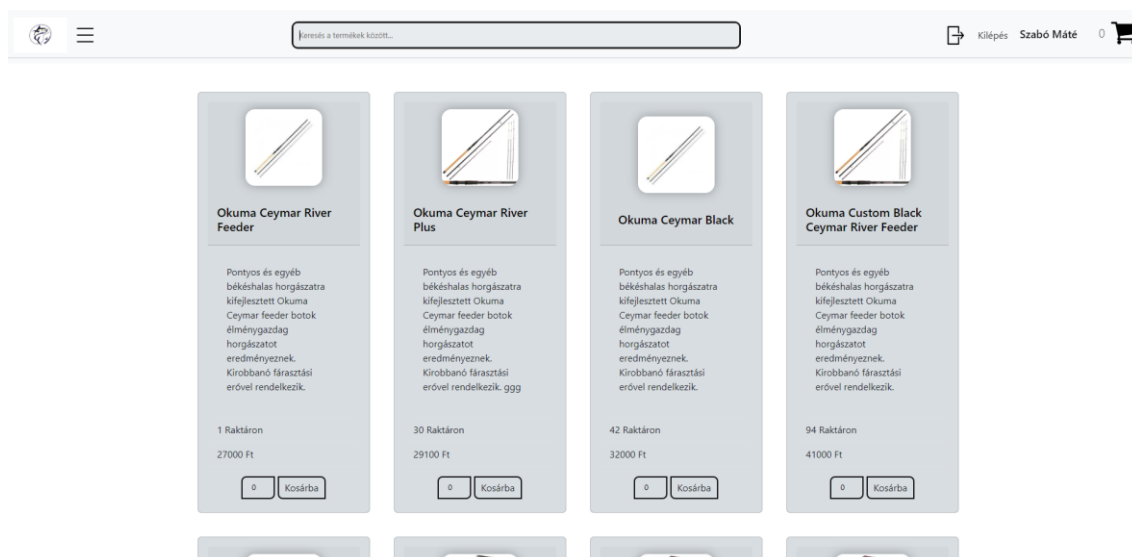 Keresés a termékek között...
Kilépés Szabó Máté 0
Okuma Ceymar River
Feeder
Pontyos és egyéb
békéshalas horgászatra
kifejlesztett Okuma
Ceymar feeder botok
élménygazdag
horgászatot
eredményeznek.
Kirobbanó fárasztási
erővel rendelkezik.
1 Raktáron
27000 Ft
0 Kosárba
Okuma Ceymar River
Plus
Pontyos és egyéb
békéshalas horgászatra
kifejlesztett Okuma
Ceymar feeder botok
élménygazdag
horgászatot
eredményeznek.
Kirobbanó fárasztási
erővel rendelkezik. ggg
30 Raktáron
29100 Ft
0 Kosárba
Okuma Ceymar Black
Pontyos és egyéb
békéshalas horgászatra
kifejlesztett Okuma
Ceymar feeder botok
élménygazdag
horgászatot
eredményeznek.
Kirobbanó fárasztási
erővel rendelkezik.
42 Raktáron
32000 Ft
0 Kosárba
Okuma Custom Black
Ceymar River Feeder
Pontyos és egyéb
békéshalas horgászatra
kifejlesztett Okuma
Ceymar feeder botok
élménygazdag
horgászatot
eredményeznek.
Kirobbanó fárasztási
erővel rendelkezik.
94 Raktáron
41000 Ft
0 Kosárba